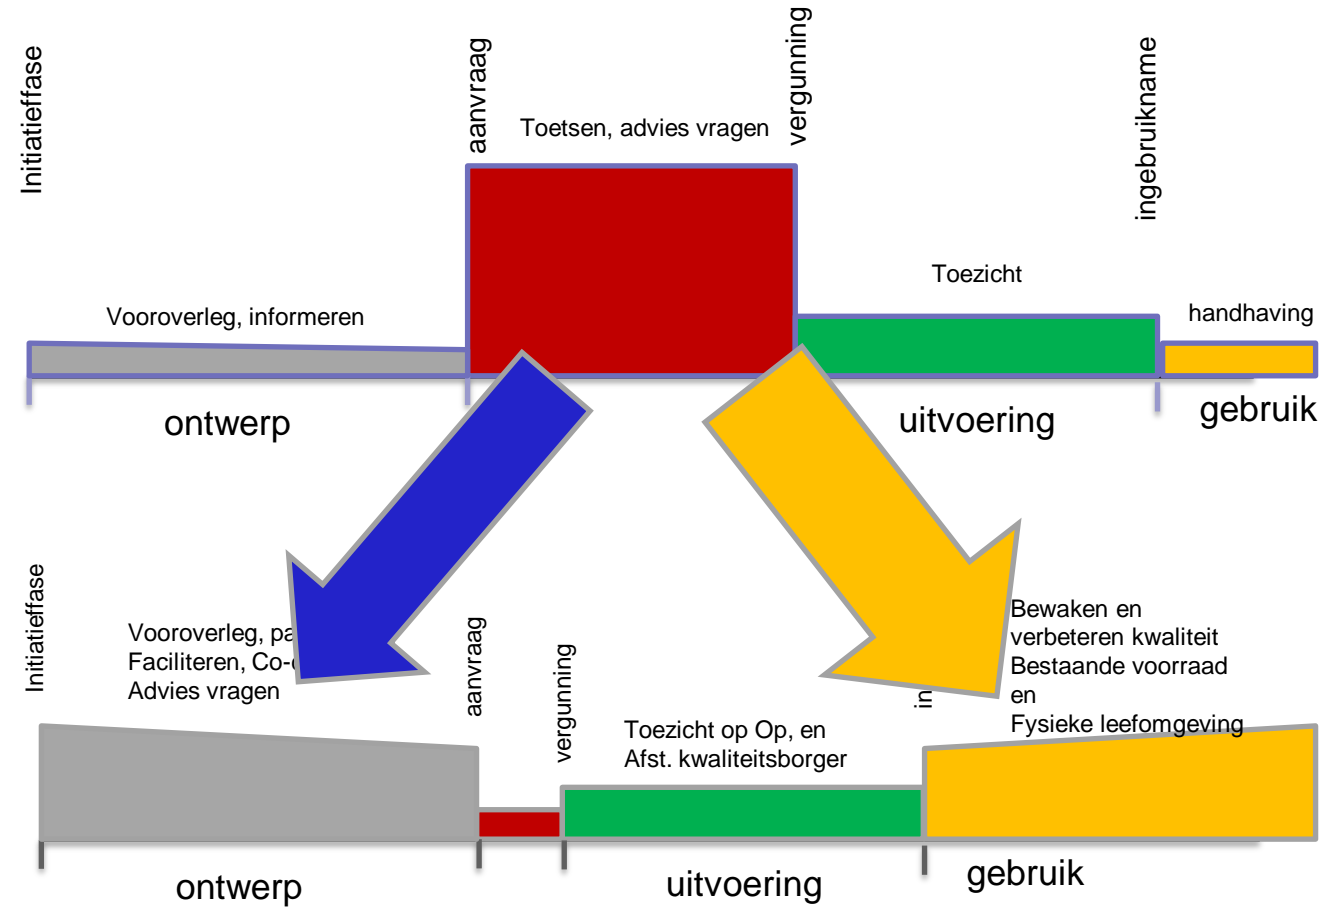 Initiatieffase
aanvraag
Toetsen, advies vragen
vergunning
ingebruikname
Vooroverleg, informeren
Toezicht
handhaving
ontwerp
uitvoering
gebruik
Initiatieffase
Vooroverleg,
Faciliteren,
Advies vragen
aanvraag
vergunning
Toezicht op Op, en
Afst. kwaliteitsborger
Bewaken en
verbeteren kwaliteit
Bestaande voorraad
en
Fysieke leefomgeving
ontwerp
uitvoering
gebruik